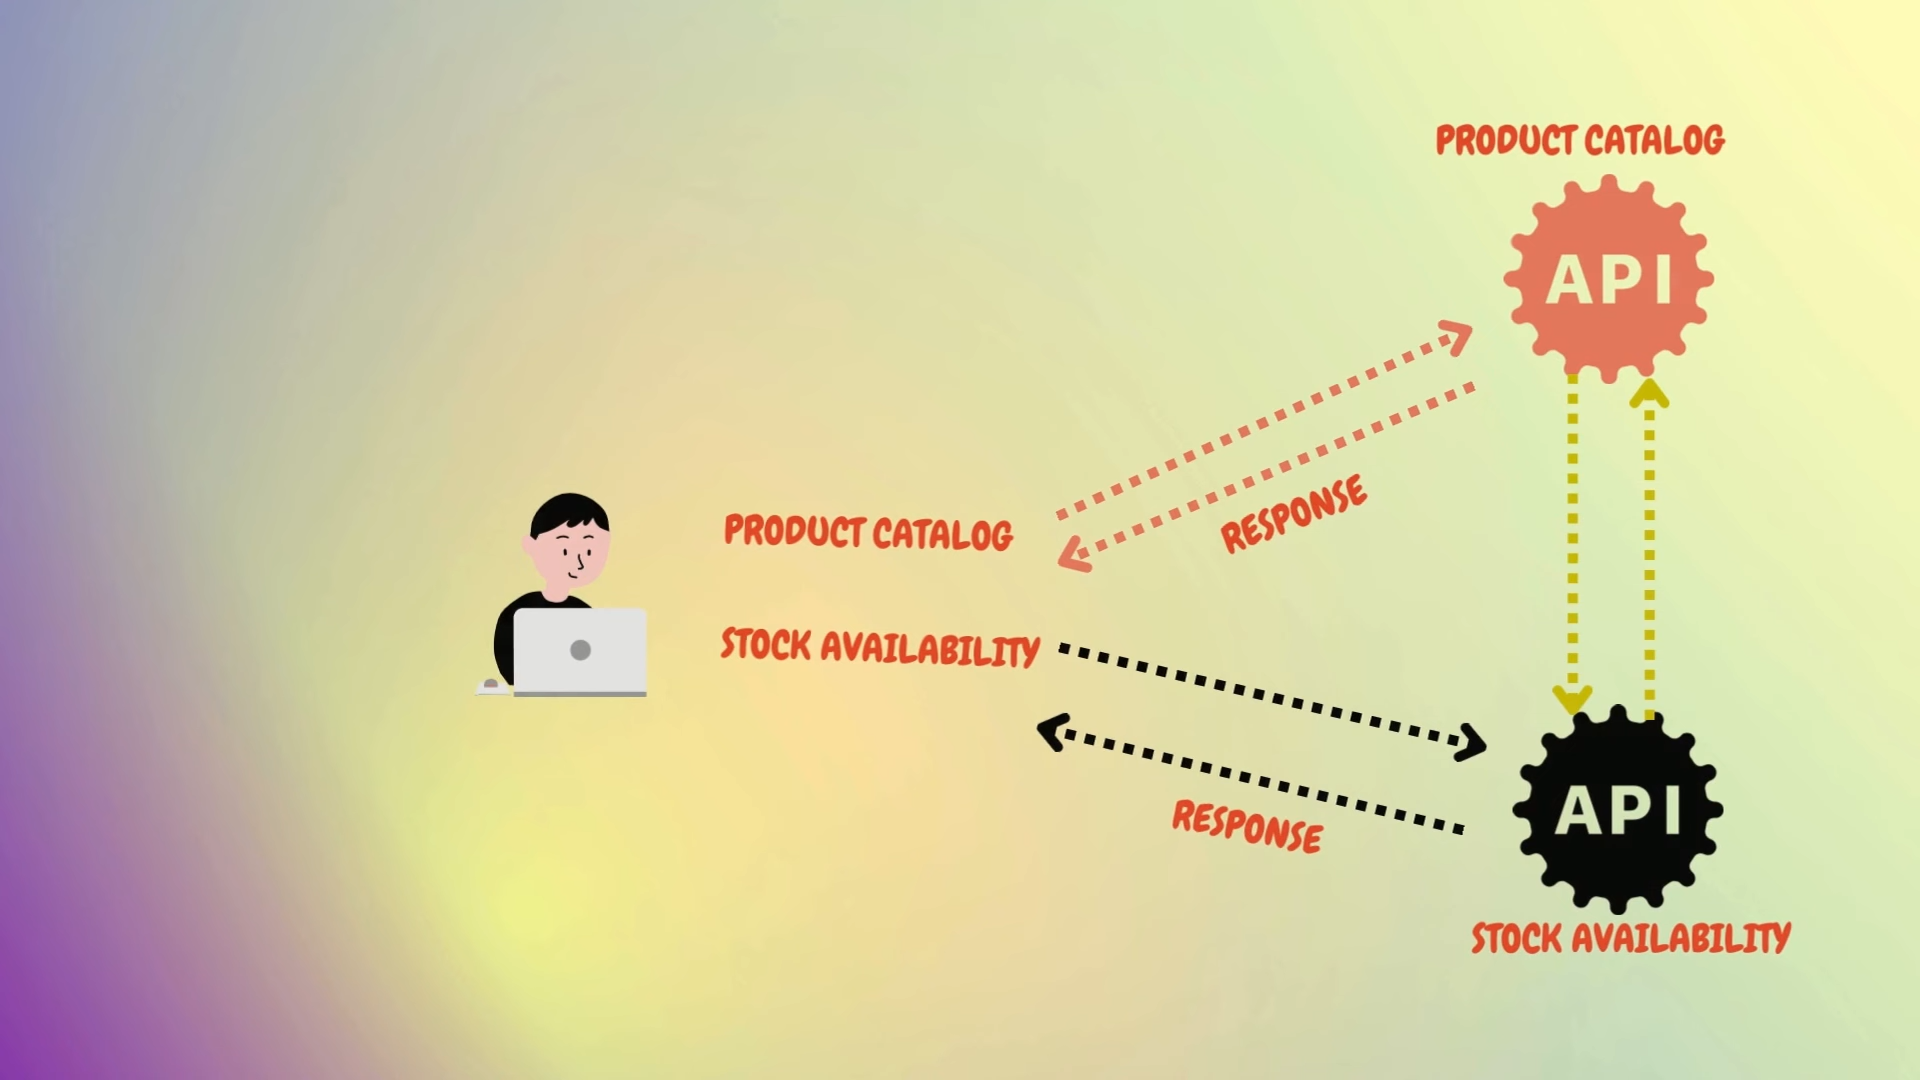 PRODUCT CATALOG
API
RESPONSE
PRODUCT CATALOG
STOCK AVAILABILITY
RESPONSE
API
STOCK AVAILABILITY